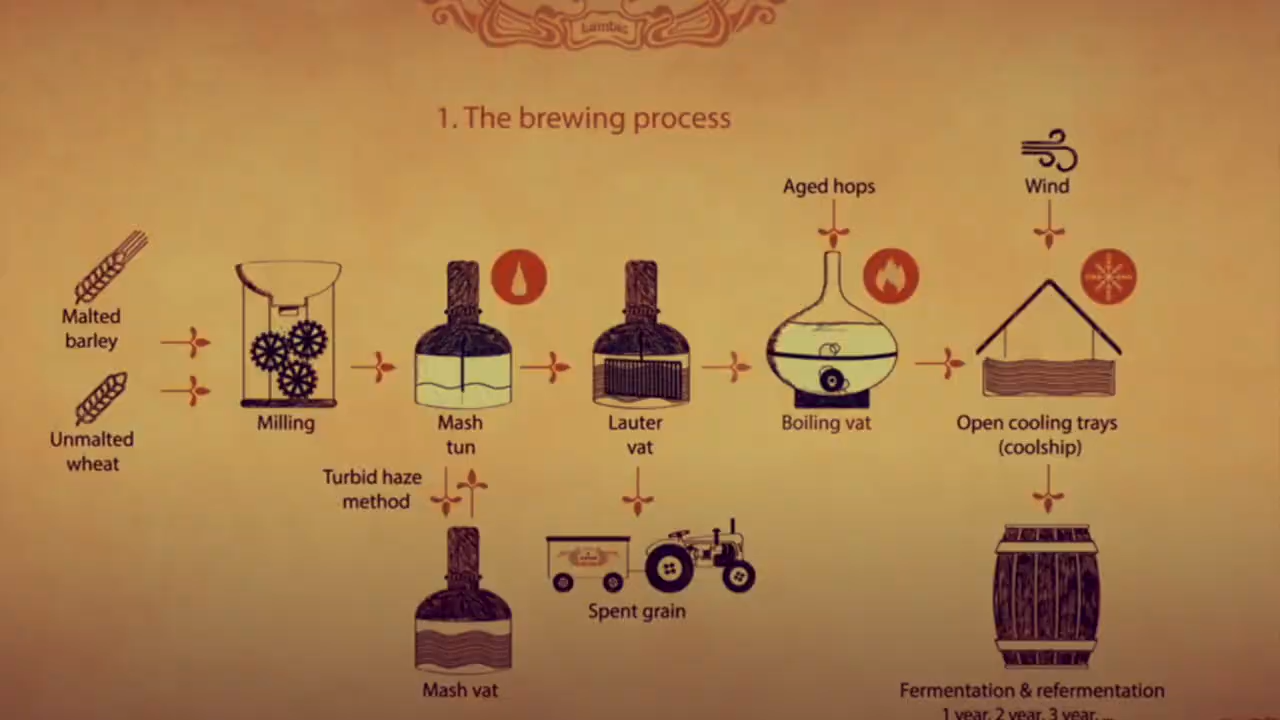 Lambic
1. The brewing process
Aged hops
Wind
Malted
barley
Unmalted
wheat
Milling
Mash
tun
Lauter
vat
Boiling vat
Open cooling trays
(coolship)
Turbid haze
method
Spent grain
Mash vat
Fermentation & refermentation
1 year, 2 year, 3 year.